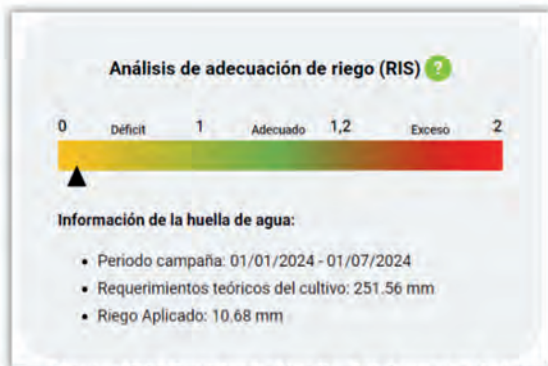 Análisis de adecuación de riego (RIS) ?
0 Déficit 1 Adecuado 1,2 Exceso 2
Información de la huella de agua:
• Periodo campaña: 01/01/2024 - 01/07/2024
• Requerimientos teóricos del cultivo: 251.56 mm
• Riego Aplicado: 10.68 mm